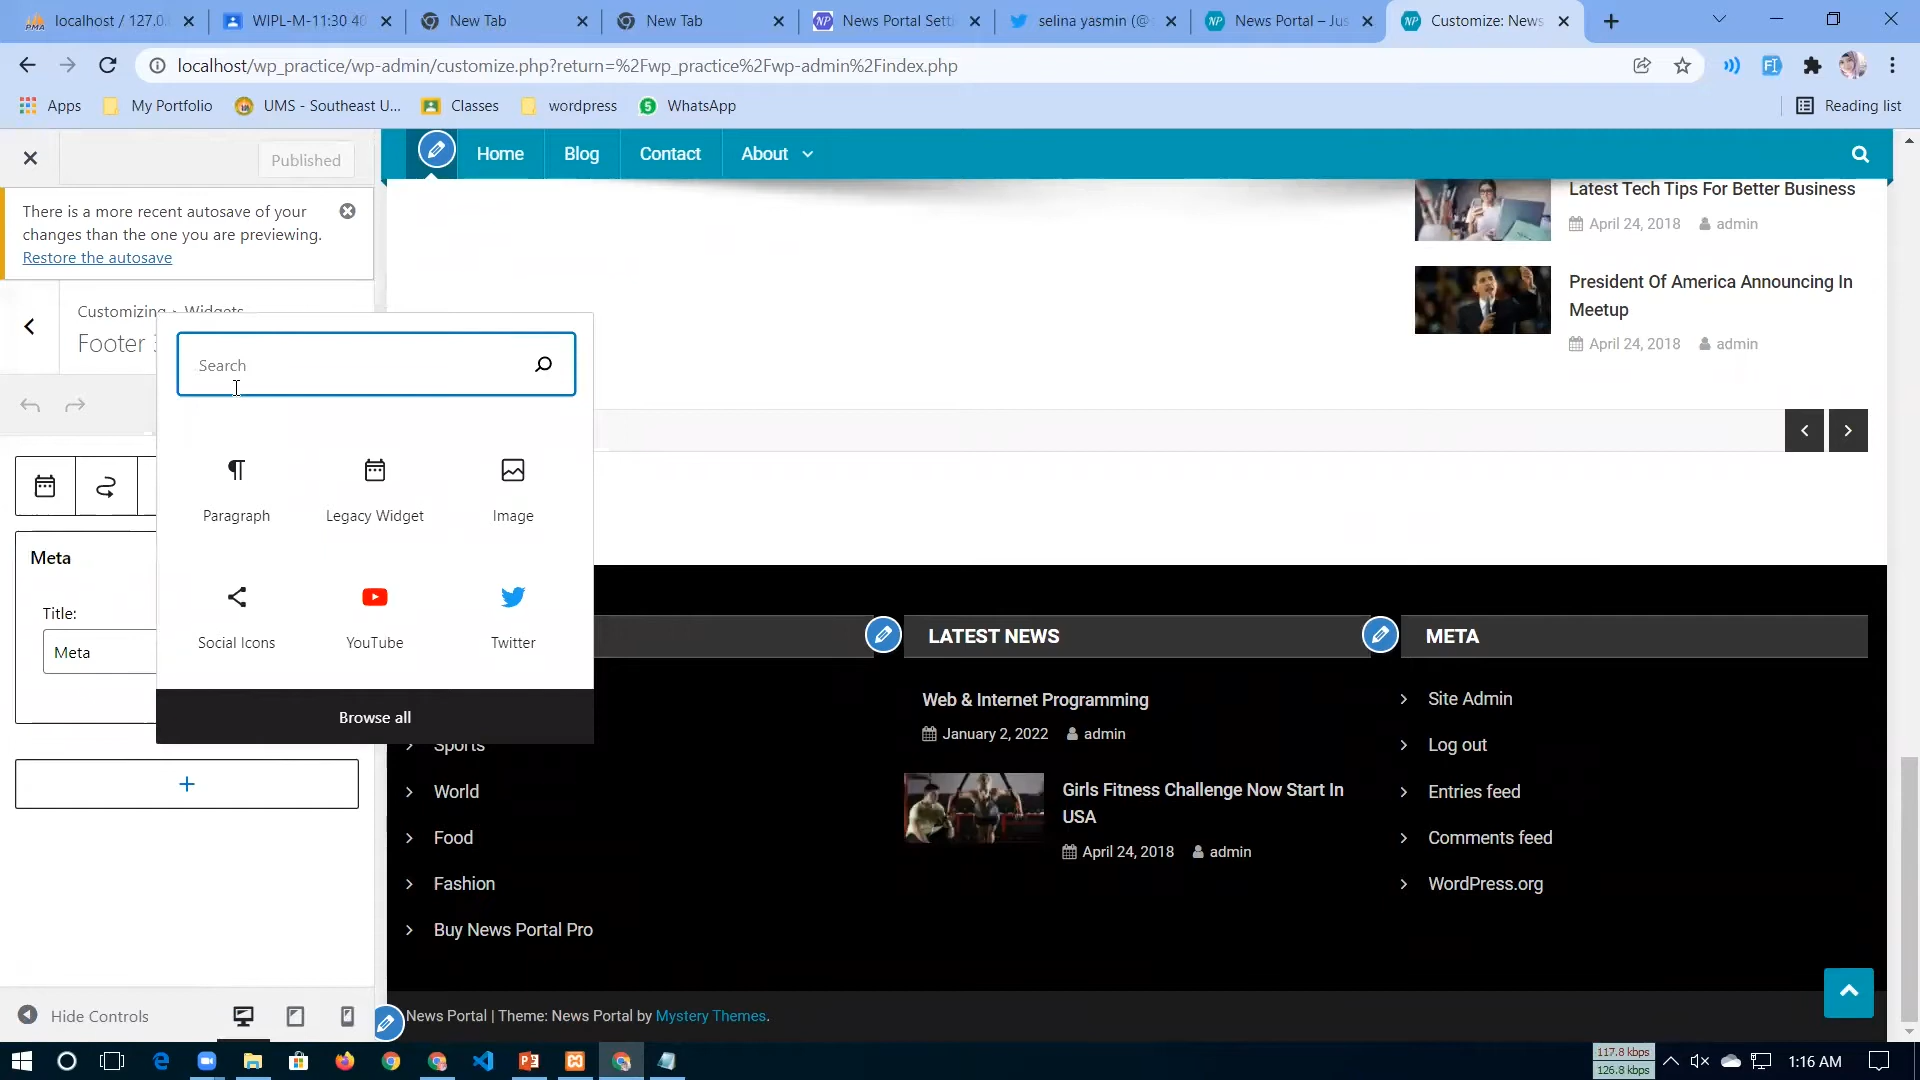 localhost / 127.0.
WIPL-M-11:30 40
New Tab
New Tab
News Portal Sett
selina yasmin (@
News Portal – Jus
Customize: News
localhost/wp_practice/wp-admin/customize.php?return=%2Fwp_practice%2Fwp-admin%2Findex.php
Apps
My Portfolio
UMS - Southeast U...
Classes
wordpress
WhatsApp
Reading list
Published
Home
Blog
Contact
About
There is a more recent autosave of your
changes than the one you are previewing.
Restore the autosave
Latest Tech Tips For Better Business
April 24, 2018
admin
President Of America Announcing In
Meetup
April 24, 2018
admin
Customizing
Widgets
Footer
Search
Paragraph
Legacy Widget
Image
Social Icons
YouTube
Twitter
Browse all
Meta
Title:
Meta
LATEST NEWS
META
Web & Internet Programming
January 2, 2022
admin
Girls Fitness Challenge Now Start In
USA
April 24, 2018
admin
Site Admin
Log out
Entries feed
Comments feed
WordPress.org
Sports
World
Food
Fashion
Buy News Portal Pro
Hide Controls
News Portal | Theme: News Portal by Mystery Themes.
117.8 kbps
126.8 kbps
1:16 AM